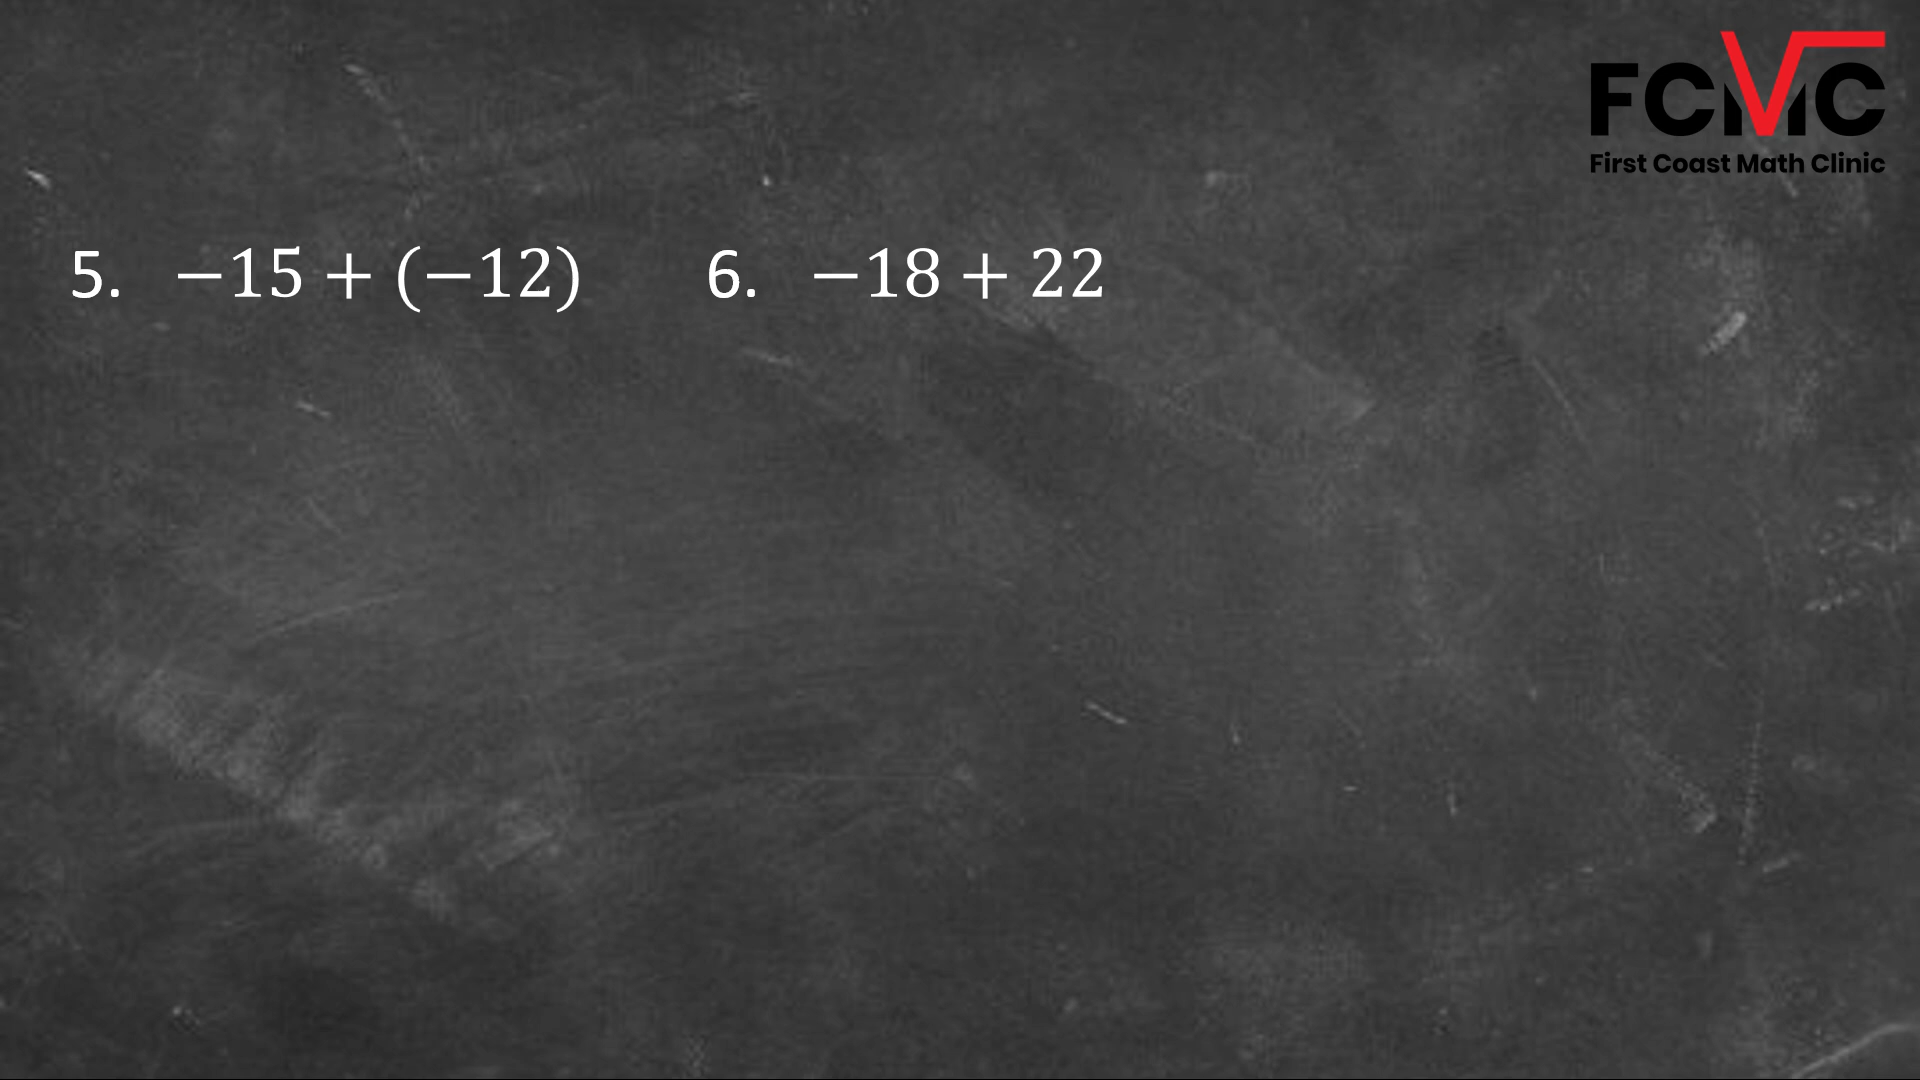 FCMC
First Coast Math Clinic
5. −15 + (−12) 6. −18 + 22